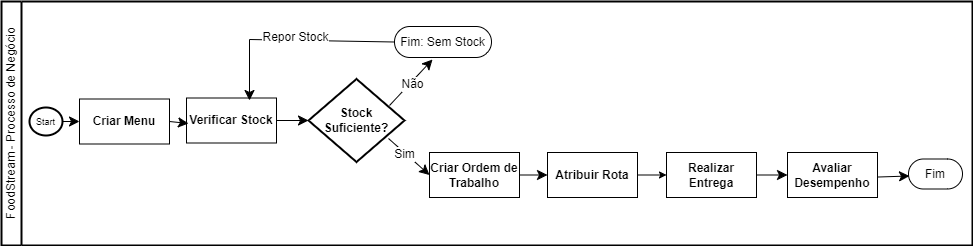 FoodStream - Processo de Negócio
Start
Criar Menu
Verificar Stock
Repor Stock
Fim: Sem Stock
Stock
Suficiente?
Não
Sim
Criar Ordem de
Trabalho
Atribuir Rota
Realizar
Entrega
Avaliar
Desempenho
Fim